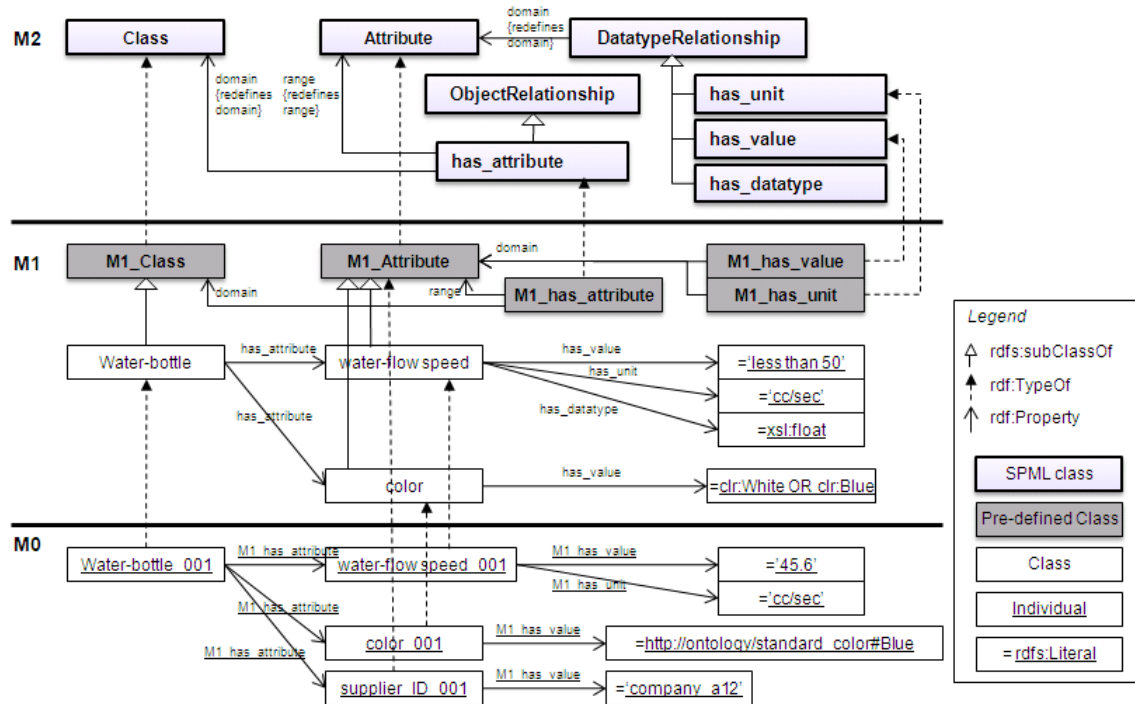 M2
Class
Attribute
domain
{redefines
domain}
DatatypeRelationship
domain
{redefines
domain}
range
{redefines
range}
ObjectRelationship
has_unit
has_value
has_attribute
has_datatype
M1
M1_Class
M1_Attribute
domain
M1_has_value
domain
range
M1_has_attribute
M1_has_unit
Water-bottle
has_attribute
water-flow speed
has_value
='less than 50'
has_unit
='cc/sec'
has_datatype
=xsl:float
has_attribute
color
has_value
=clr:White OR clr:Blue
M0
Water-bottle_001
M1_has_attribute
water-flow speed_001
M1_has_value
='45.6'
M1_has_unit
='cc/sec'
M1_has_attribute
color_001
M1_has_value
=http://ontology/standard_color#Blue
M1_has_attribute
supplier_ID_001
M1_has_value
='company_a12'
Legend
rdfs:subClassOf
rdf:TypeOf
rdf:Property
SPML class
Pre-defined Class
Class
Individual
= rdfs:Literal